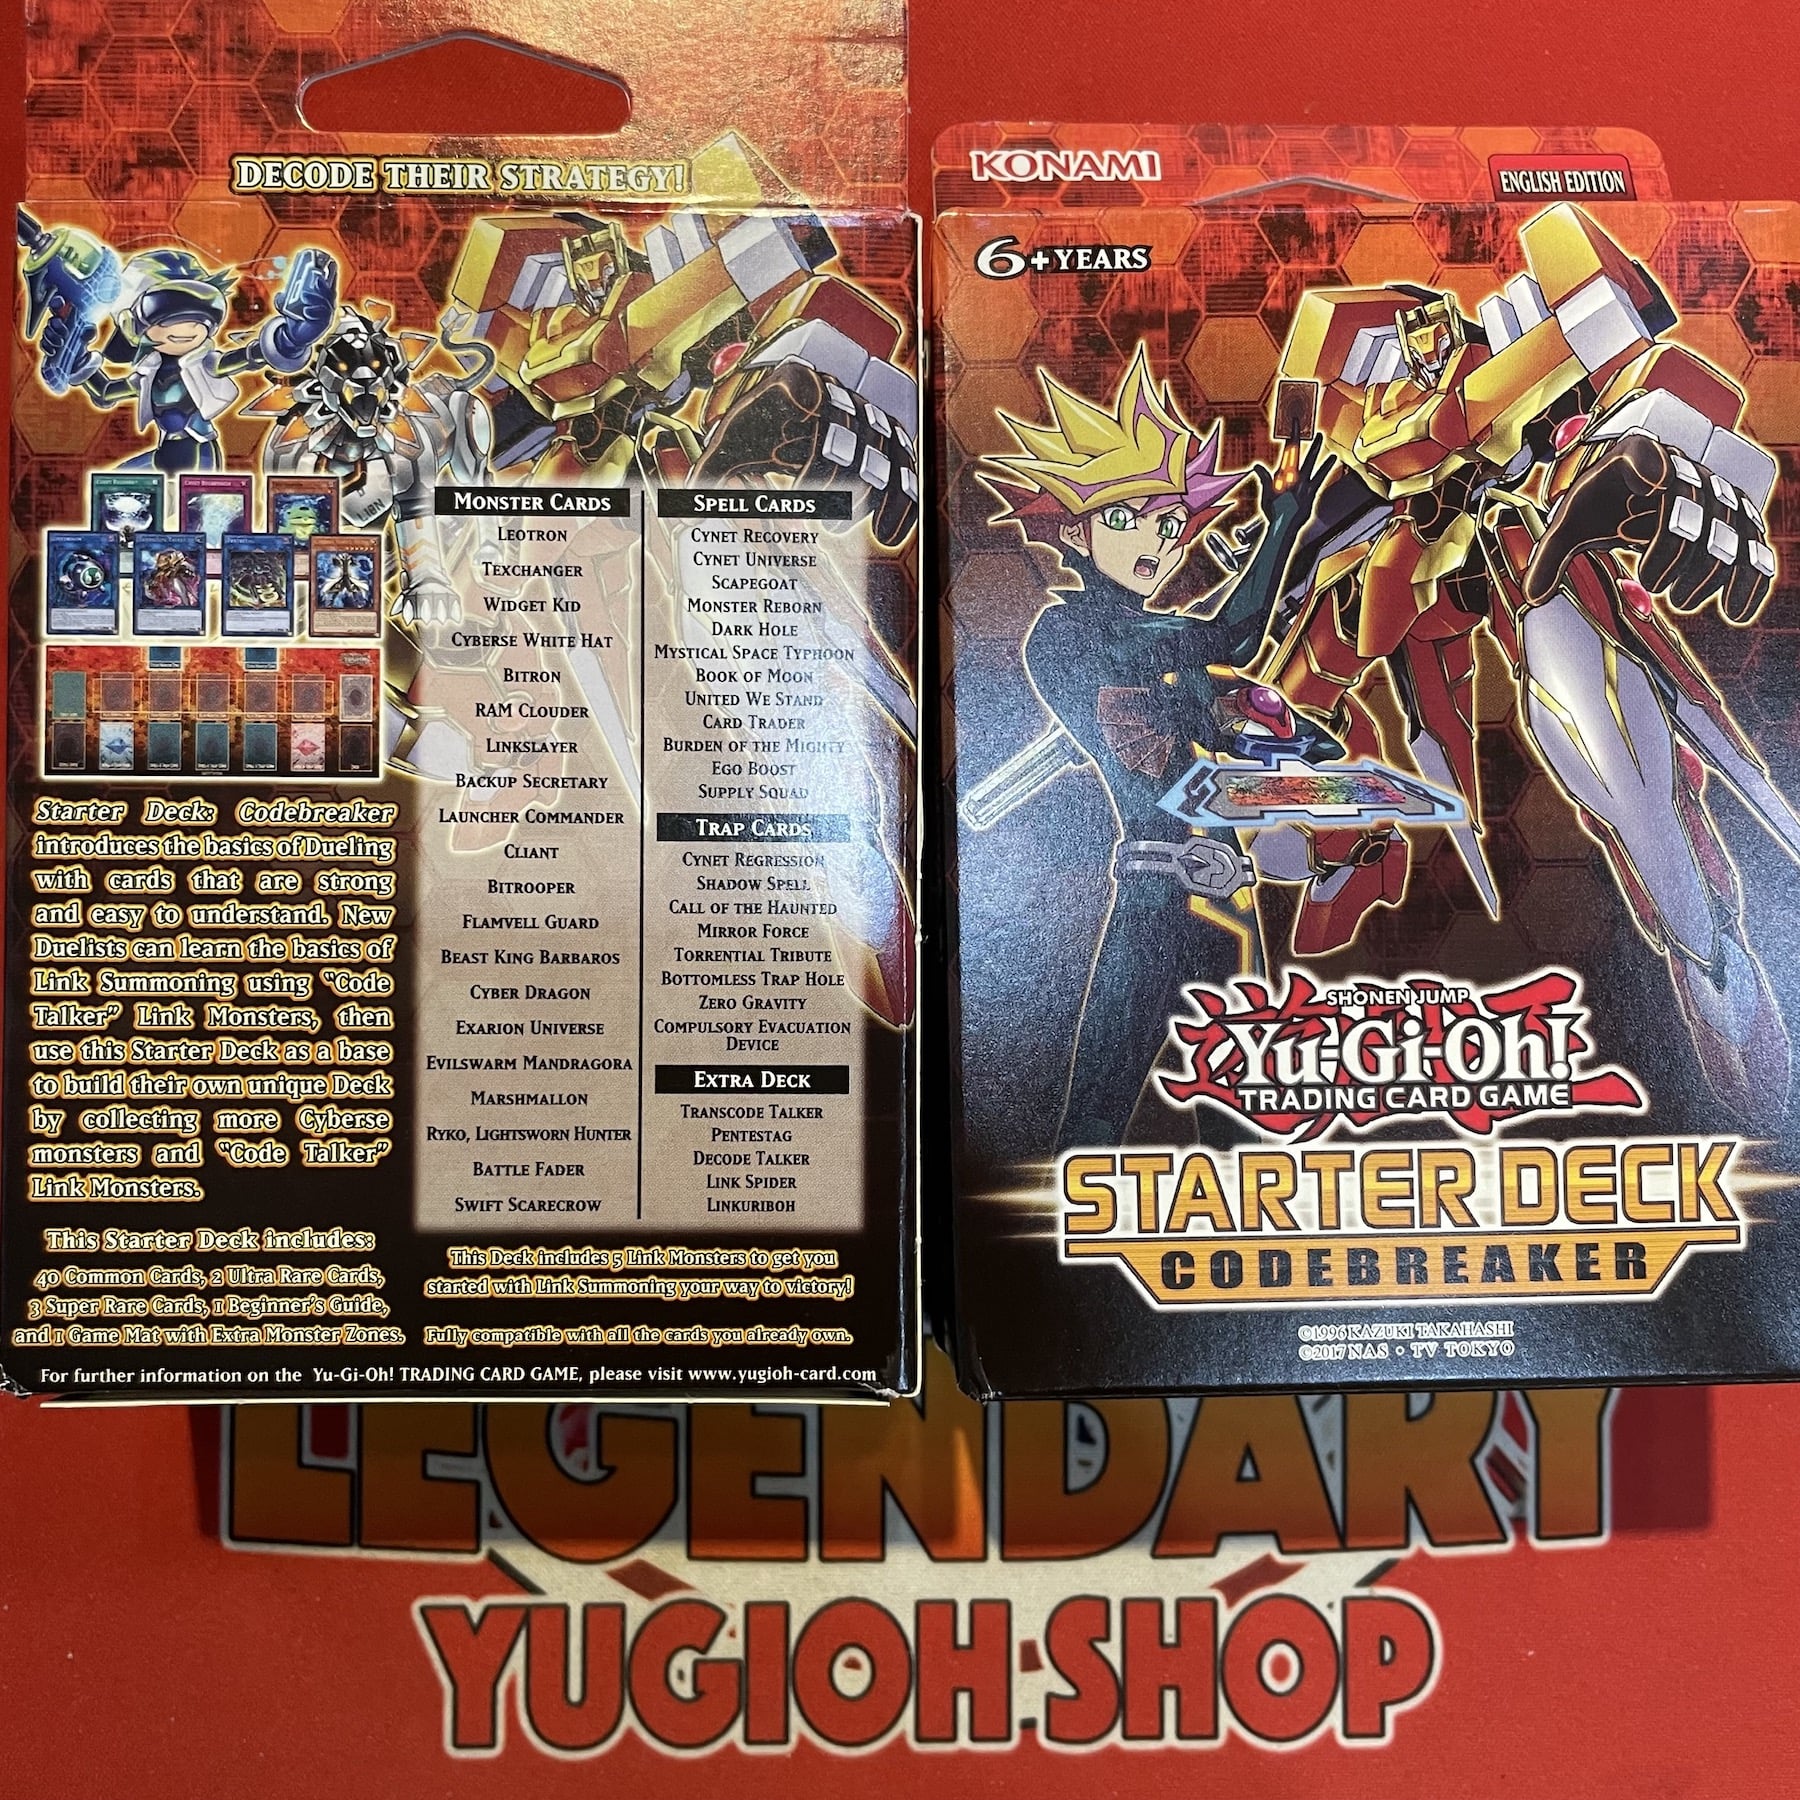 DECODE THEIR STRATEGY!
MONSTER CARDS
LEOTRON
TEXCHANGER
WIDGET KID
CYBERSE WHITE HAT
BITRON
RAM CLOUDER
LINKSLAYER
BACKUP SECRETARY
LAUNCHER COMMANDER
CLIANT
BITROOPER
FLAMVELL GUARD
BEAST KING BARBAROS
CYBER DRAGON
EXARION UNIVERSE
EVILSWARM MANDRAGORA
MARSHMALLON
RYKO, LIGHTSWORN HUNTER
BATTLE FADER
SWIFT SCARECROW
SPELL CARDS
CYNET RECOVERY
CYNET UNIVERSE
SCAPEGOAT
MONSTER REBORN
DARK HOLE
MYSTICAL SPACE TYPHOON
BOOK OF MOON
UNITED WE STAND
CARD TRADER
BURDEN OF THE MIGHTY
EGO BOOST
SUPPLY SQUAD
TRAP CARDS
CYNET REGRESSION
SHADOW SPELL
CALL OF THE HAUNTED
MIRROR FORCE
TORRENTIAL TRIBUTE
BOTTOMLESS TRAP HOLE
ZERO GRAVITY
COMPULSORY EVACUATION
DEVICE
EXTRA DECK
TRANSCODE TALKER
PENTESTAG
DECODE TALKER
LINK SPIDER
LINKURIBOH
Starter Deck: Codebreaker
introduces the basics of Dueling
with cards that are strong
and easy to understand. New
Duelists can learn the basics of
Link Summoning using "Code
Talker" Link Monsters, then
use this Starter Deck as a base
to build their own unique Deck
by collecting more Cyberse
monsters and "Code Talker"
Link Monsters.
This Starter Deck includes:
40 Common Cards, 2 Ultra Rare Cards,
3 Super Rare Cards, 1 Beginner's Guide,
and 1 Game Mat with Extra Monster Zones.
This Deck includes 5 Link Monsters to get you
started with Link Summoning your way to victory!
Fully compatible with all the cards you already own.
For further information on the Yu-Gi-Oh! TRADING CARD GAME, please visit www.yugioh-card.com
KONAMI
ENGLISH EDITION
6+YEARS
SHONEN JUMP
Yu-Gi-Oh!
TRADING CARD GAME
STARTER DECK
CODEBREAKER
©1996 KAZUKI TAKAHASHI
©2017 NAS • TV TOKYO
LEGENDARY
YUGIOH SHOP